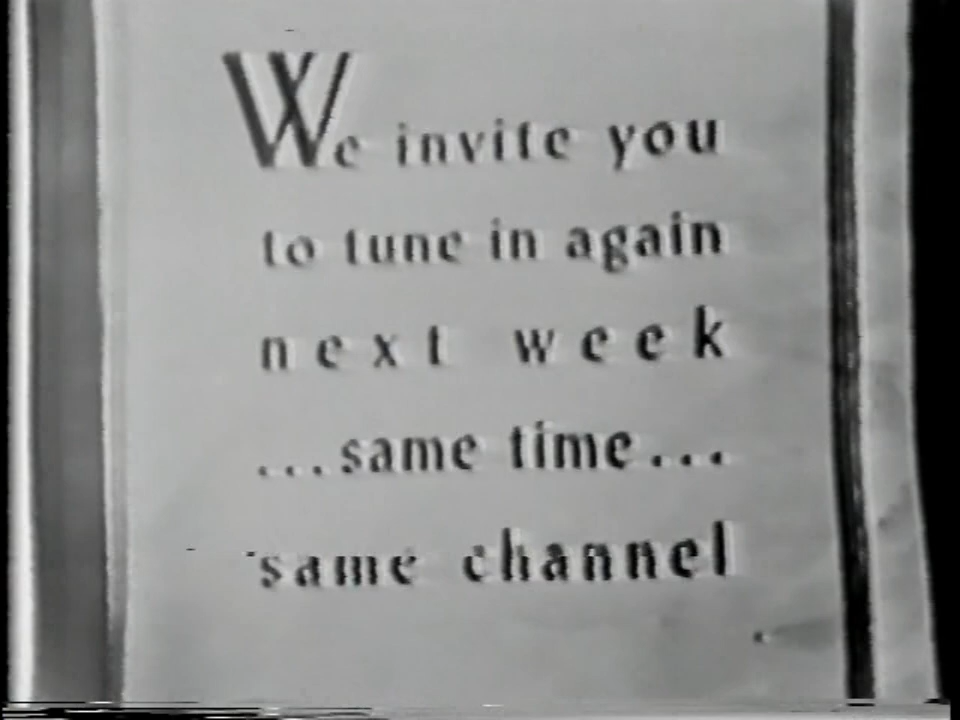 We invite you
to tune in again
next week
...same time...
same channel